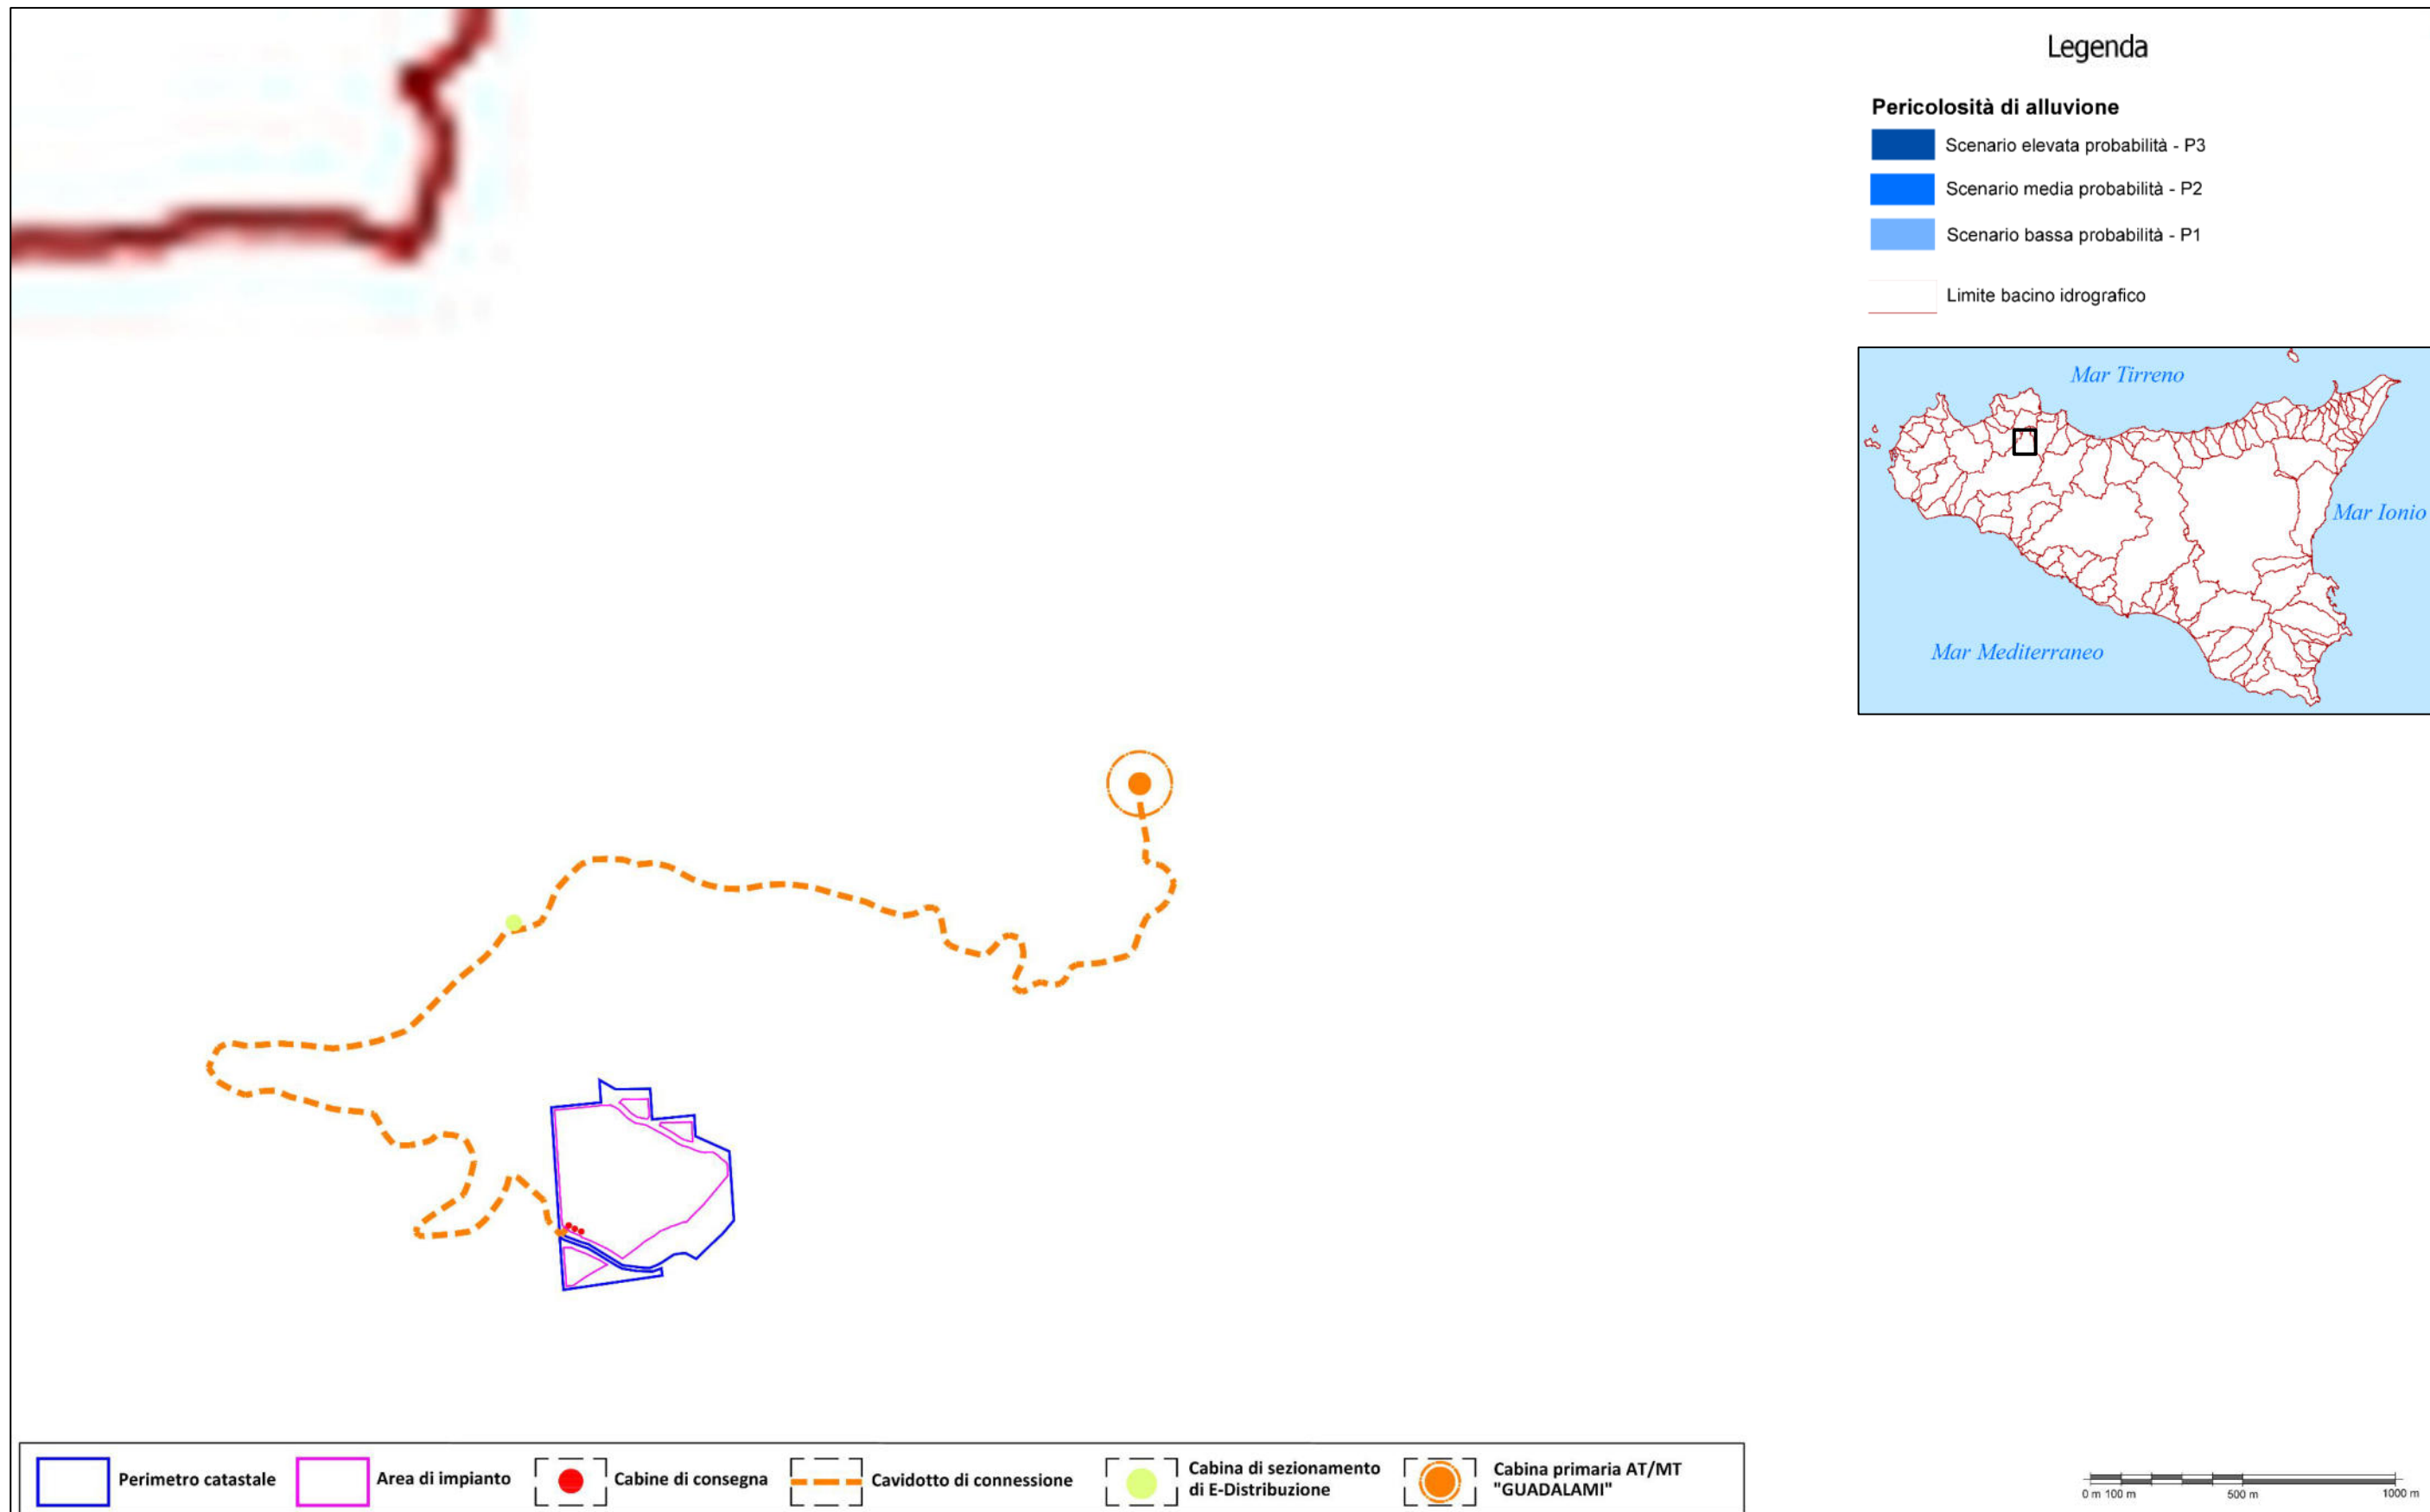 Legenda
Pericolosità di alluvione
Scenario elevata probabilità - P3
Scenario media probabilità - P2
Scenario bassa probabilità - P1
Limite bacino idrografico
Mar Tirreno
Mar Ionio
Mar Mediterraneo
Perimetro catastale
Area di impianto
Cabine di consegna
Cavidotto di connessione
Cabina di sezionamento
di E-Distribuzione
Cabina primaria AT/MT
"GUADALAMI"
0 m 100 m 500 m 1000 m